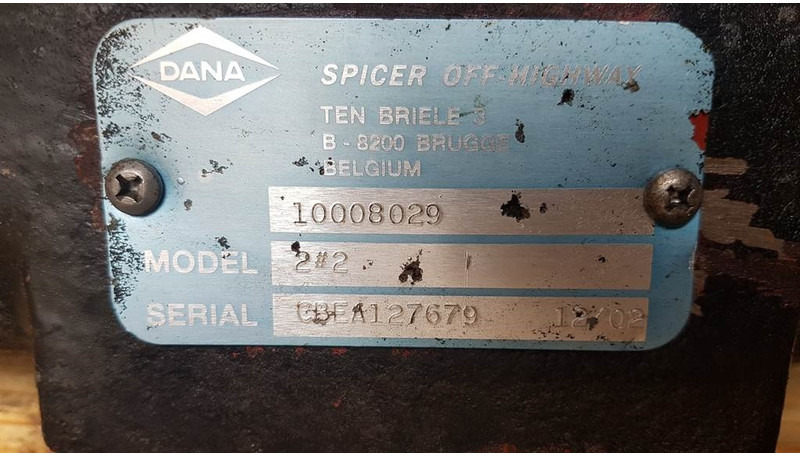 DANA
SPICER OFF-HIGHWAY
TEN BRIELE 3
B - 8200 BRUGGE
BELGIUM
10008029
MODEL 2#2
SERIAL CBEA127679 12/02